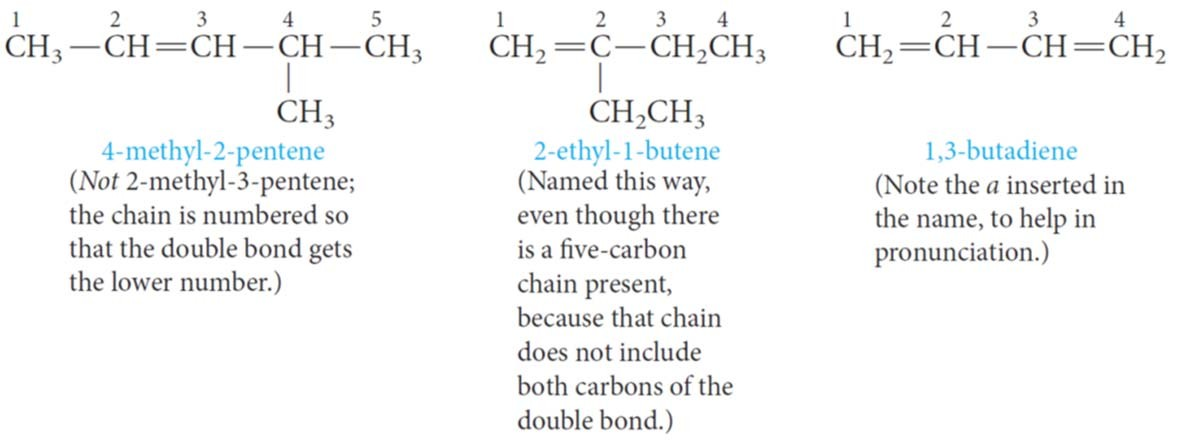 1 2 3 4 5
CH₃—CH=CH—CH—CH₃
|
CH₃
4-methyl-2-pentene
(Not 2-methyl-3-pentene;
the chain is numbered so
that the double bond gets
the lower number.)
1 2 3 4
CH₂=C—CH₂CH₃
|
CH₂CH₃
2-ethyl-1-butene
(Named this way,
even though there
is a five-carbon
chain present,
because that chain
does not include
both carbons of the
double bond.)
1 2 3 4
CH₂=CH—CH=CH₂
1,3-butadiene
(Note the a inserted in
the name, to help in
pronunciation.)